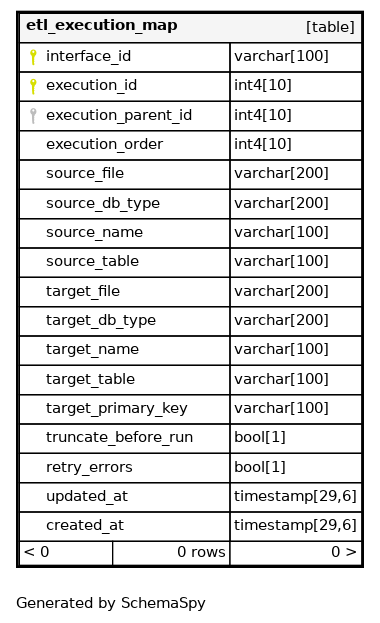 etl_execution_map [table]
interface_id varchar[100]
execution_id int4[10]
execution_parent_id int4[10]
execution_order int4[10]
source_file varchar[200]
source_db_type varchar[200]
source_name varchar[100]
source_table varchar[100]
target_file varchar[200]
target_db_type varchar[200]
target_name varchar[100]
target_table varchar[100]
target_primary_key varchar[100]
truncate_before_run bool[1]
retry_errors bool[1]
updated_at timestamp[29,6]
created_at timestamp[29,6]
< 0 0 rows 0 >
Generated by SchemaSpy